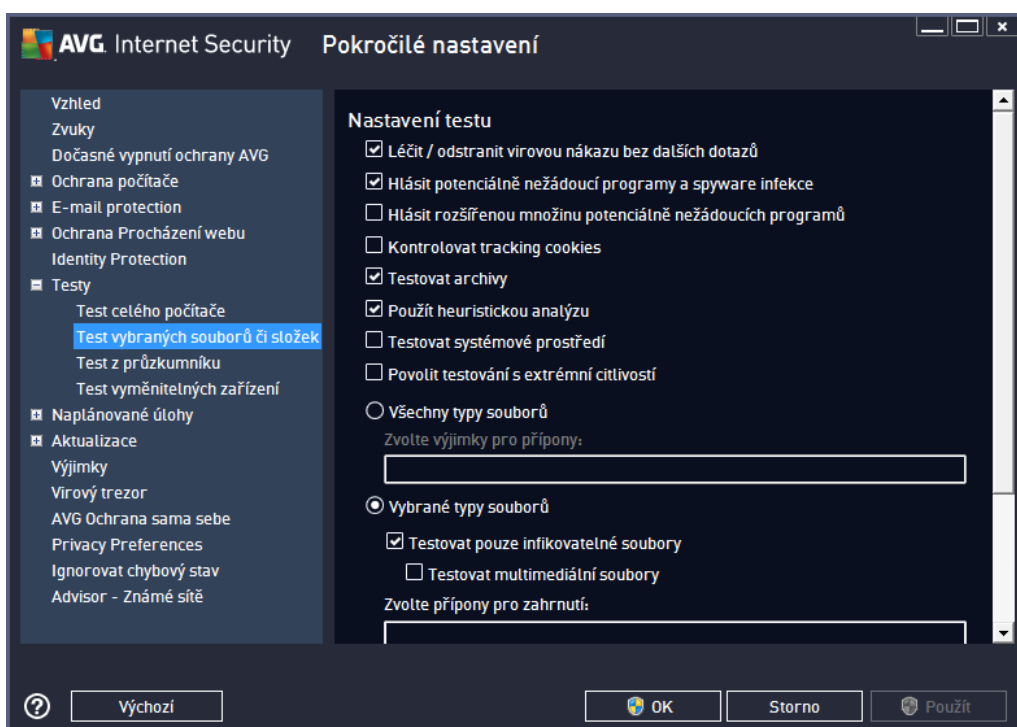 AVG. Internet Security Pokročilé nastavení
Vzhled
Zvuky
Dočasné vypnutí ochrany AVG
Ochrana počítače
E-mail protection
Ochrana Procházení webu
Identity Protection
Testy
Test celého počítače
Test vybraných souborů či složek
Test z průzkumníku
Test vyměnitelných zařízení
Naplánované úlohy
Aktualizace
Výjimky
Virový trezor
AVG Ochrana sama sebe
Privacy Preferences
Ignorovat chybový stav
Advisor - Známé sítě
Nastavení testu
Léčit / odstranit virovou nákazu bez dalších dotazů
Hlásit potenciálně nežádoucí programy a spyware infekce
Hlásit rozšířenou množinu potenciálně nežádoucích programů
Kontrolovat tracking cookies
Testovat archivy
Použít heuristickou analýzu
Testovat systémové prostředí
Povolit testování s extrémní citlivostí
Všechny typy souborů
Zvolte výjimky pro přípony:
Vybrané typy souborů
Testovat pouze infikovatelné soubory
Testovat multimediální soubory
Zvolte přípony pro zahrnutí:
Výchozí
OK
Storno
Použít